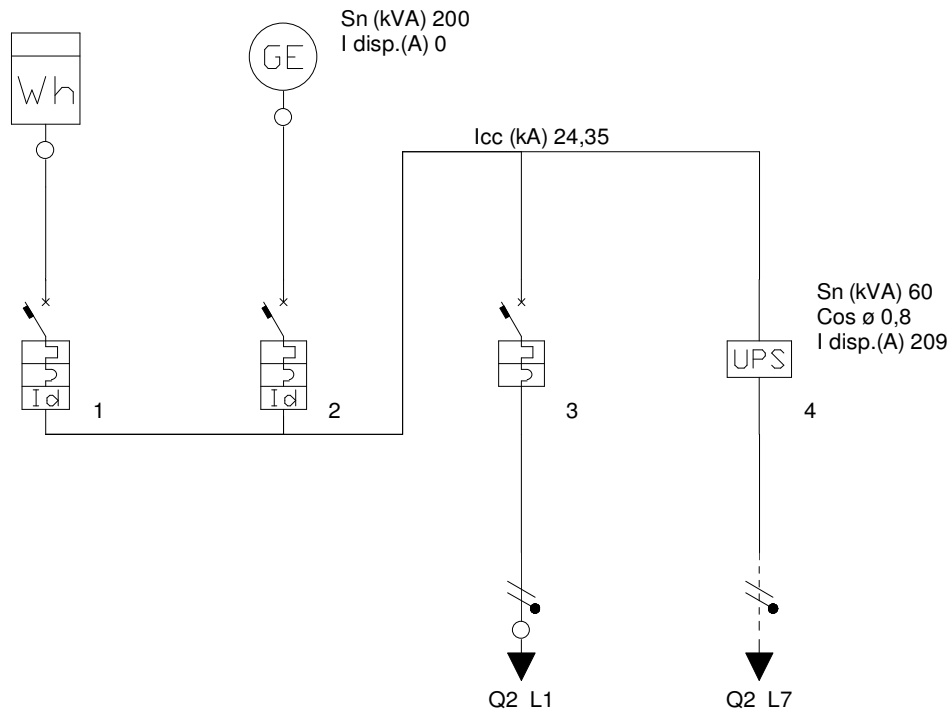 Sn (kVA) 200
I disp.(A) 0
Wh
GE
Icc (kA) 24,35
Sn (kVA) 60
Cos ø 0,8
I disp.(A) 209
UPS
Id
Id
1
2
3
4
Q2 L1
Q2 L7